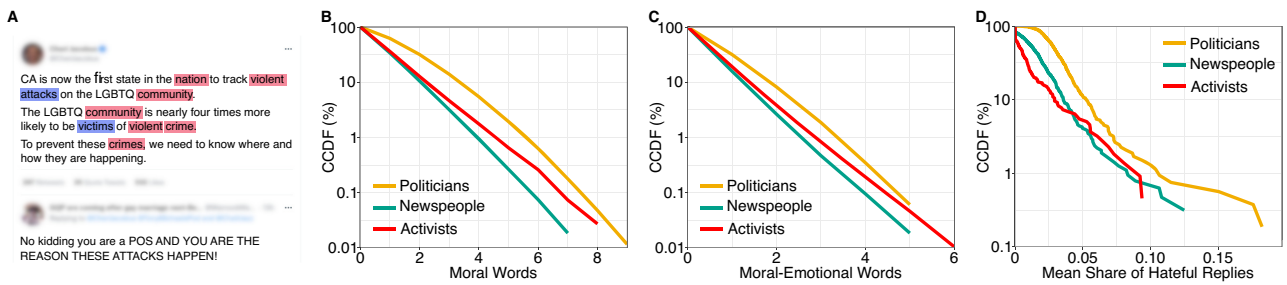 A
CA is now the first state in the nation to track violent
attacks on the LGBTQ community.
The LGBTQ community is nearly four times more
likely to be victims of violent crime.
To prevent these crimes, we need to know where and
how they are happening.
No kidding you are a POS AND YOU ARE THE
REASON THESE ATTACKS HAPPEN!
B
CCDF (%)
100
10
1
0.1
0.01
Politicians
Newspeople
Activists
0 2 4 6 8
Moral Words
C
CCDF (%)
100
10
1
0.1
0.01
Politicians
Newspeople
Activists
0 2 4 6
Moral-Emotional Words
D
CCDF (%)
100
10
1
0.1
Politicians
Newspeople
Activists
0 0.05 0.10 0.15
Mean Share of Hateful Replies